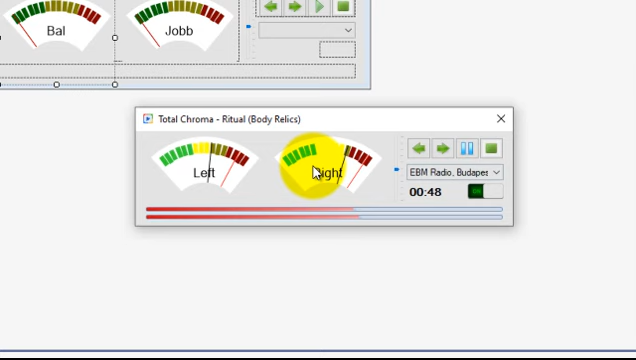 Bal
Jobb
Total Chroma - Ritual (Body Relics)
Left
EBM Radio, Budapes
00:48